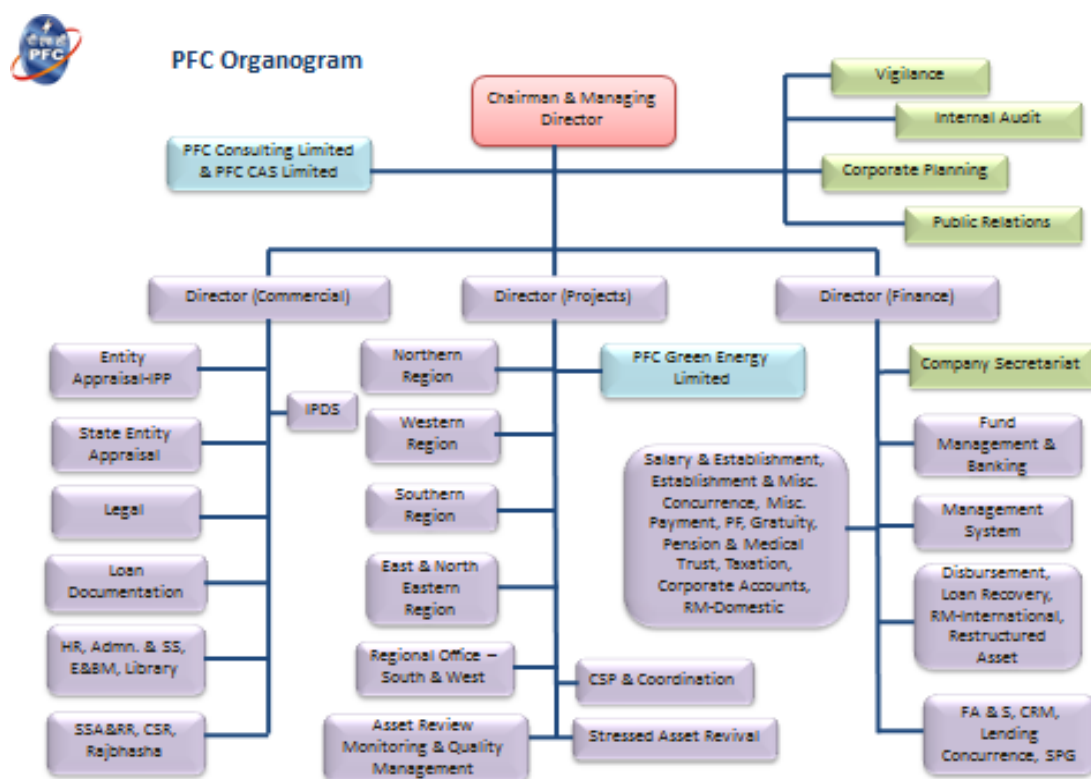 PFC
PFC Organogram
Chairman & Managing
Director
Vigilance
Internal Audit
Corporate Planning
Public Relations
PFC Consulting Limited
& PFC CAS Limited
Director (Commercial)
Director (Projects)
Director (Finance)
Entity
Appraisal-IPP
IPDS
State Entity
Appraisal
Legal
Loan
Documentation
HR, Admn. & SS,
E&BM, Library
SSA&RR, CSR,
Rajbhasha
Northern
Region
PFC Green Energy
Limited
Western
Region
Southern
Region
East & North
Eastern
Region
Regional Office –
South & West
CSP & Coordination
Asset Review
Monitoring & Quality
Management
Stressed Asset Revival
Company Secretariat
Fund
Management &
Banking
Salary & Establishment,
Establishment & Misc.
Concurrence, Misc.
Payment, PF, Gratuity,
Pension & Medical
Trust, Taxation,
Corporate Accounts,
RM-Domestic
Management
System
Disbursement,
Loan Recovery,
RM-International,
Restructured
Asset
FA & S, CRM,
Lending
Concurrence, SPG